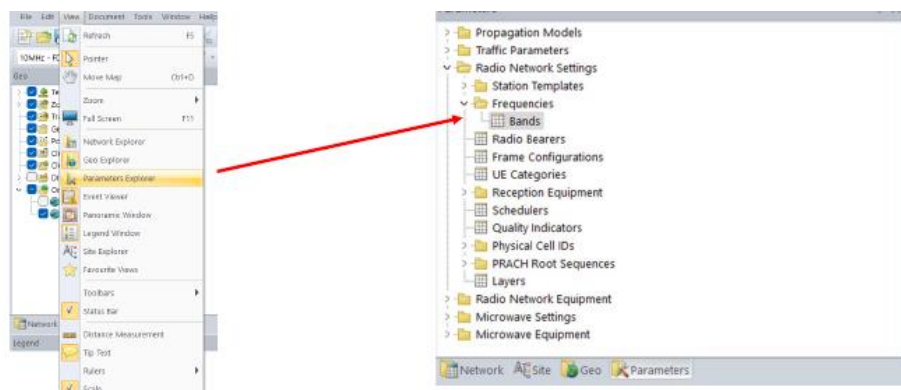 File Edit View Document Tools Window Help
Refresh F5
10MHz - F
Pointer
Geo
Move Map Ctrl+D
Zoom
Full Screen F11
Network Explorer
Geo Explorer
Parameters Explorer
Event Viewer
Panoramic Window
Legend Window
Site Explorer
Favourite Views
Toolbars
Status Bar
Network
Distance Measurement
Legend
Tip Text
Rulers
Scale
Propagation Models
Traffic Parameters
Radio Network Settings
Station Templates
Frequencies
Bands
Radio Bearers
Frame Configurations
UE Categories
Reception Equipment
Schedulers
Quality Indicators
Physical Cell IDs
PRACH Root Sequences
Layers
Radio Network Equipment
Microwave Settings
Microwave Equipment
Network Site Geo Parameters